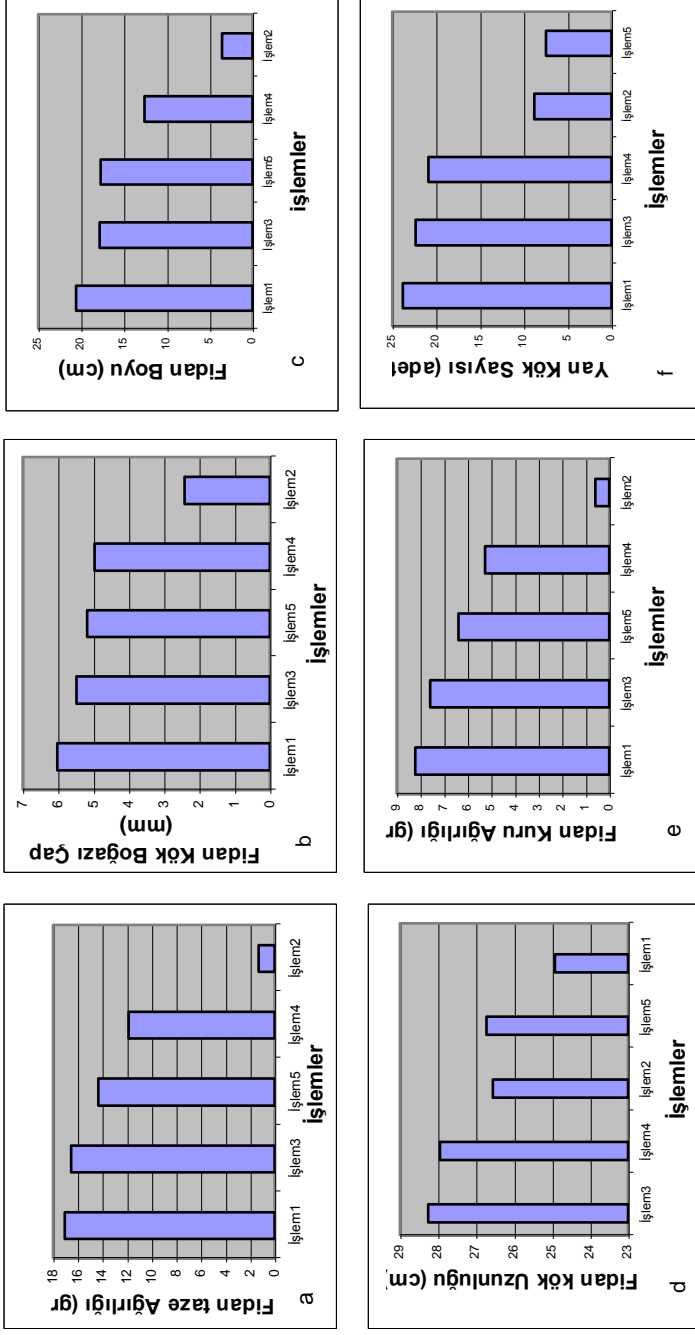 Fidan taze Ağırlığı (gr
18
16
14
12
10
8
6
4
2
0
İşlem1
İşlem3
İşlem5
İşlem4
İşlem2
İşlemler
a
Fidan Kök Boğazı Çap
(mm)
7
6
5
4
3
2
1
0
İşlem1
İşlem3
İşlem5
İşlem4
İşlem2
İşlemler
b
Fidan Boyu (cm)
25
20
15
10
5
0
İşlem1
İşlem3
İşlem5
İşlem4
İşlem2
işlemler
c
Fidan kök Uzunluğu (cm)
29
28
27
26
25
24
23
İşlem3
İşlem4
İşlem2
İşlem5
İşlem1
İşlemler
d
Fidan Kuru Ağırlığı (gr
9
8
7
6
5
4
3
2
1
0
İşlem1
İşlem3
İşlem5
İşlem4
İşlem2
İşlemler
e
Yan Kök Sayısı (adet
25
20
15
10
5
0
İşlem1
İşlem3
İşlem4
İşlem2
İşlem5
İşlemler
f